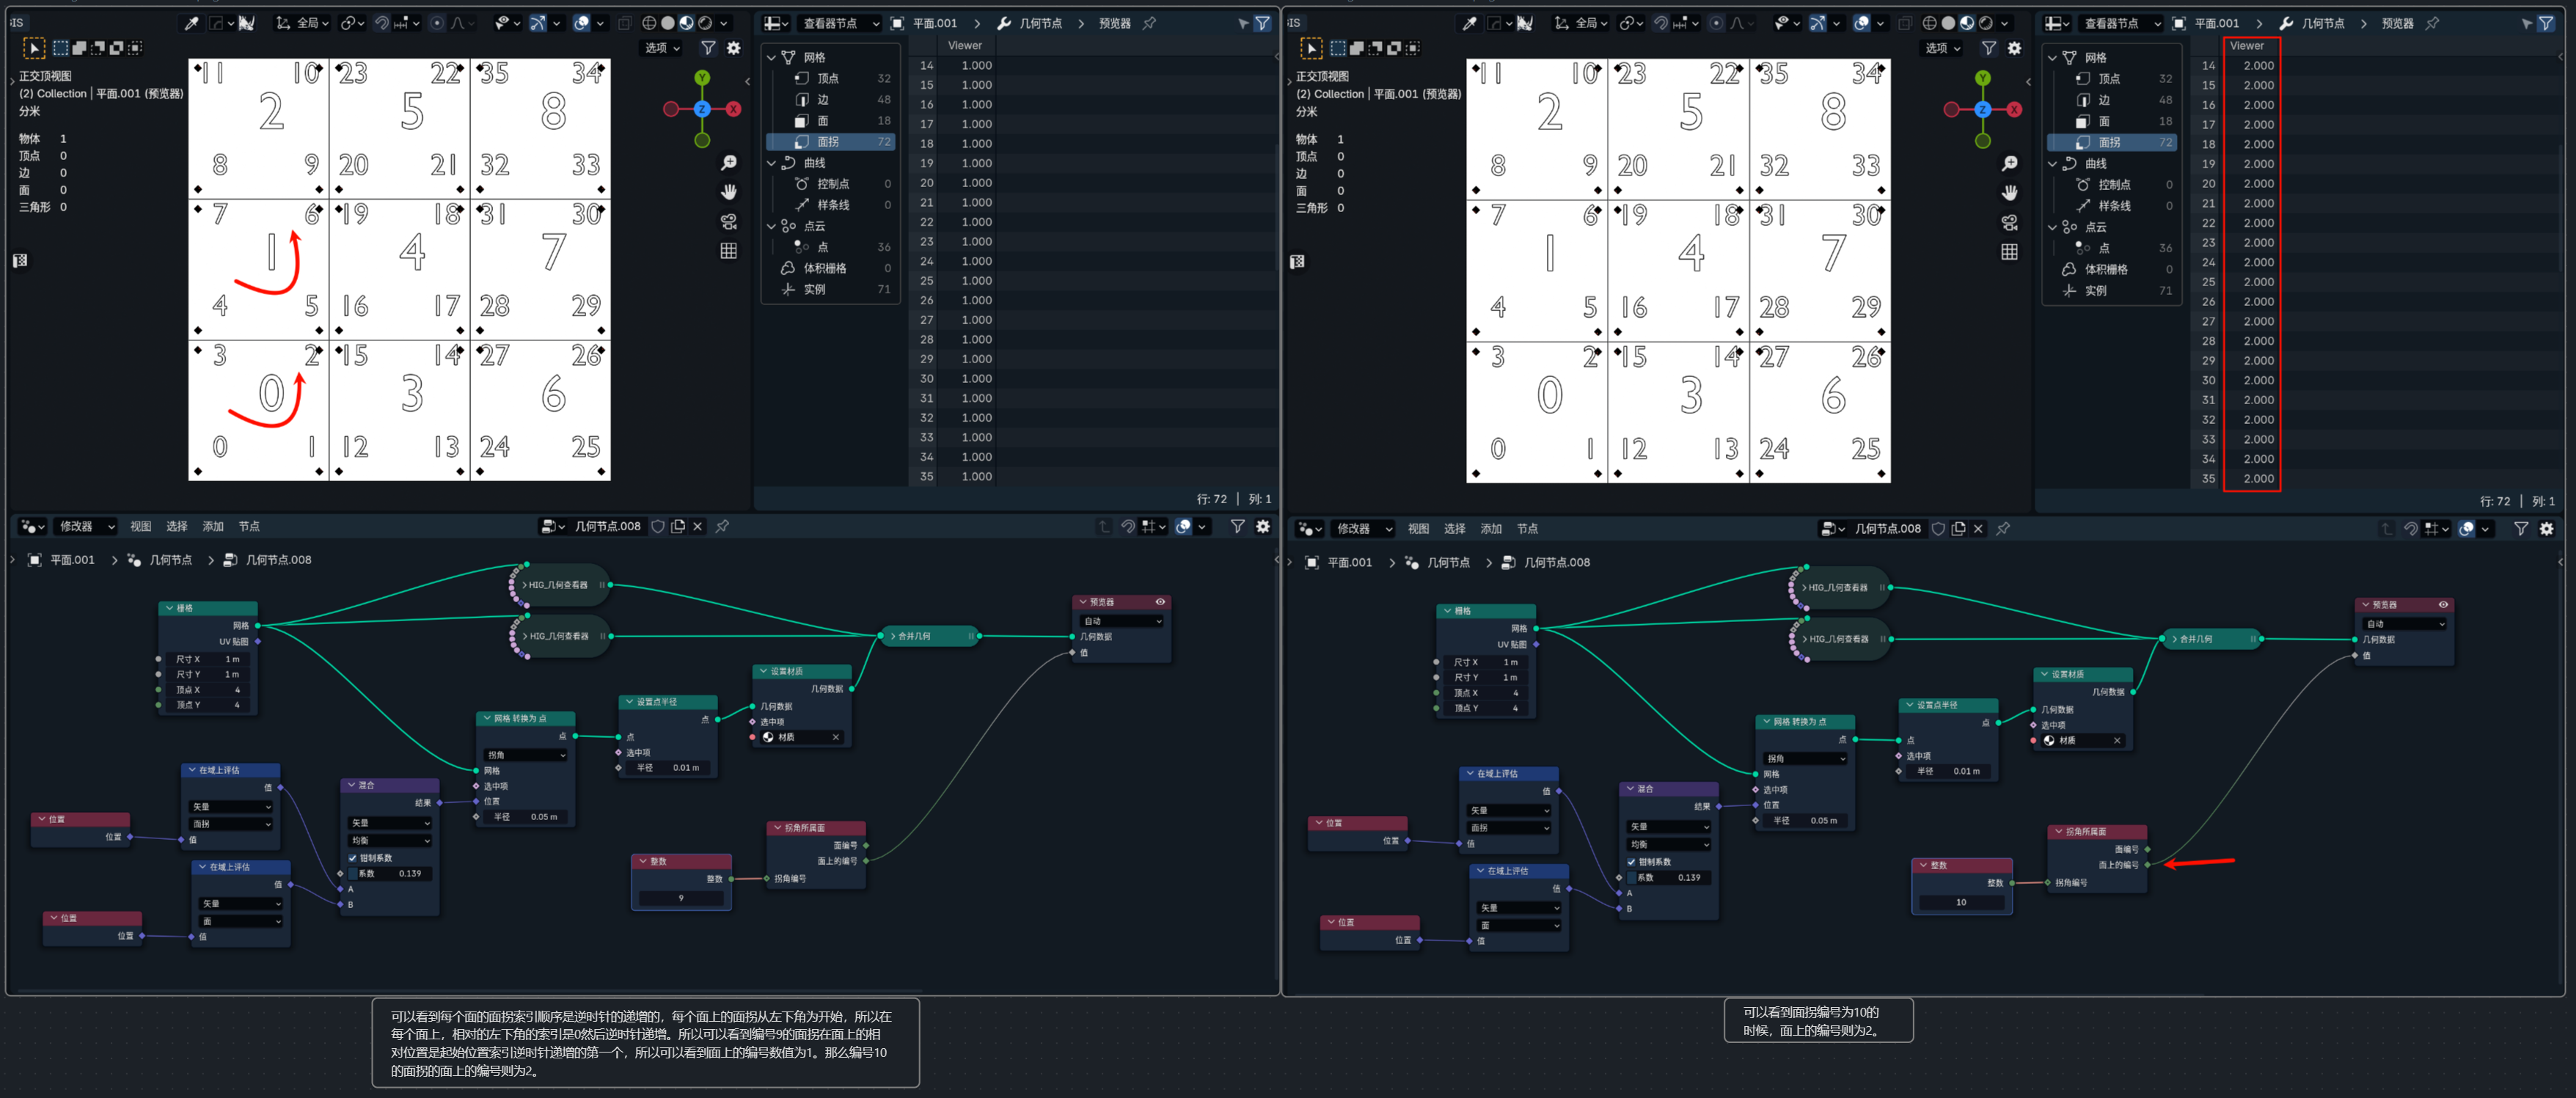 IS
全局
选项
正交顶视图
(2) Collection | 平面.001 (预览器)
分米
物体 1
顶点 0
边 0
面 0
三角形 0
11 10 23 22 35 34
2 5 8
8 9 20 21 32 33
7 6 19 18 31 30
1 4 7
4 5 16 17 28 29
3 2 15 14 27 26
0 3 6
0 1 12 13 24 25
Y
Z X
查看器节点
平面.001 > 几何节点 > 预览器
网格
顶点 32
边 48
面 18
面拐 72
曲线
控制点 0
样条线 0
点云
点 36
体积栅格 0
实例 71
Viewer
14 1.000
15 1.000
16 1.000
17 1.000
18 1.000
19 1.000
20 1.000
21 1.000
22 1.000
23 1.000
24 1.000
25 1.000
26 1.000
27 1.000
28 1.000
29 1.000
30 1.000
31 1.000
32 1.000
33 1.000
34 1.000
35 1.000
行: 72 | 列: 1
修改器 视图 选择 添加 节点
几何节点.008
平面.001 > 几何节点 > 几何节点.008
栅格
网格
UV 贴图
尺寸 X 1 m
尺寸 Y 1 m
顶点 X 4
顶点 Y 4
HIG_几何查看器
HIG_几何查看器
合并几何
预览器
自动
几何数据
值
设置材质
几何数据
几何数据
选中项
材质
设置点半径
点
点
选中项
半径 0.01 m
网格 转换为 点
点
拐角
网格
选中项
位置
半径 0.05 m
在域上评估
值
矢量
面拐
值
混合
结果
矢量
均衡
钳制系数
系数 0.139
A
B
位置
位置
在域上评估
值
矢量
面
值
位置
位置
整数
整数
9
拐角所属面
面编号
面上的编号
拐角编号
可以看到每个面的面拐索引顺序是逆时针的递增的，每个面上的面拐从左下角为开始，所以在
每个面上，相对的左下角的索引是0然后逆时针递增。所以可以看到编号9的面拐在面上的相
对位置是起始位置索引逆时针递增的第一个，所以可以看到面上的编号数值为1。那么编号10
的面拐的面上的编号则为2。
IS
全局
选项
正交顶视图
(2) Collection | 平面.001 (预览器)
分米
物体 1
顶点 0
边 0
面 0
三角形 0
11 10 23 22 35 34
2 5 8
8 9 20 21 32 33
7 6 19 18 31 30
1 4 7
4 5 16 17 28 29
3 2 15 14 27 26
0 3 6
0 1 12 13 24 25
Y
Z X
查看器节点
平面.001 > 几何节点 > 预览器
网格
顶点 32
边 48
面 18
面拐 72
曲线
控制点 0
样条线 0
点云
点 36
体积栅格 0
实例 71
Viewer
14 2.000
15 2.000
16 2.000
17 2.000
18 2.000
19 2.000
20 2.000
21 2.000
22 2.000
23 2.000
24 2.000
25 2.000
26 2.000
27 2.000
28 2.000
29 2.000
30 2.000
31 2.000
32 2.000
33 2.000
34 2.000
35 2.000
行: 72 | 列: 1
修改器 视图 选择 添加 节点
几何节点.008
平面.001 > 几何节点 > 几何节点.008
栅格
网格
UV 贴图
尺寸 X 1 m
尺寸 Y 1 m
顶点 X 4
顶点 Y 4
HIG_几何查看器
HIG_几何查看器
合并几何
预览器
自动
几何数据
值
设置材质
几何数据
几何数据
选中项
材质
设置点半径
点
点
选中项
半径 0.01 m
网格 转换为 点
点
拐角
网格
选中项
位置
半径 0.05 m
在域上评估
值
矢量
面拐
值
混合
结果
矢量
均衡
钳制系数
系数 0.139
A
B
位置
位置
在域上评估
值
矢量
面
值
位置
位置
整数
整数
10
拐角所属面
面编号
面上的编号
拐角编号
可以看到面拐编号为10的
时候，面上的编号则为2。